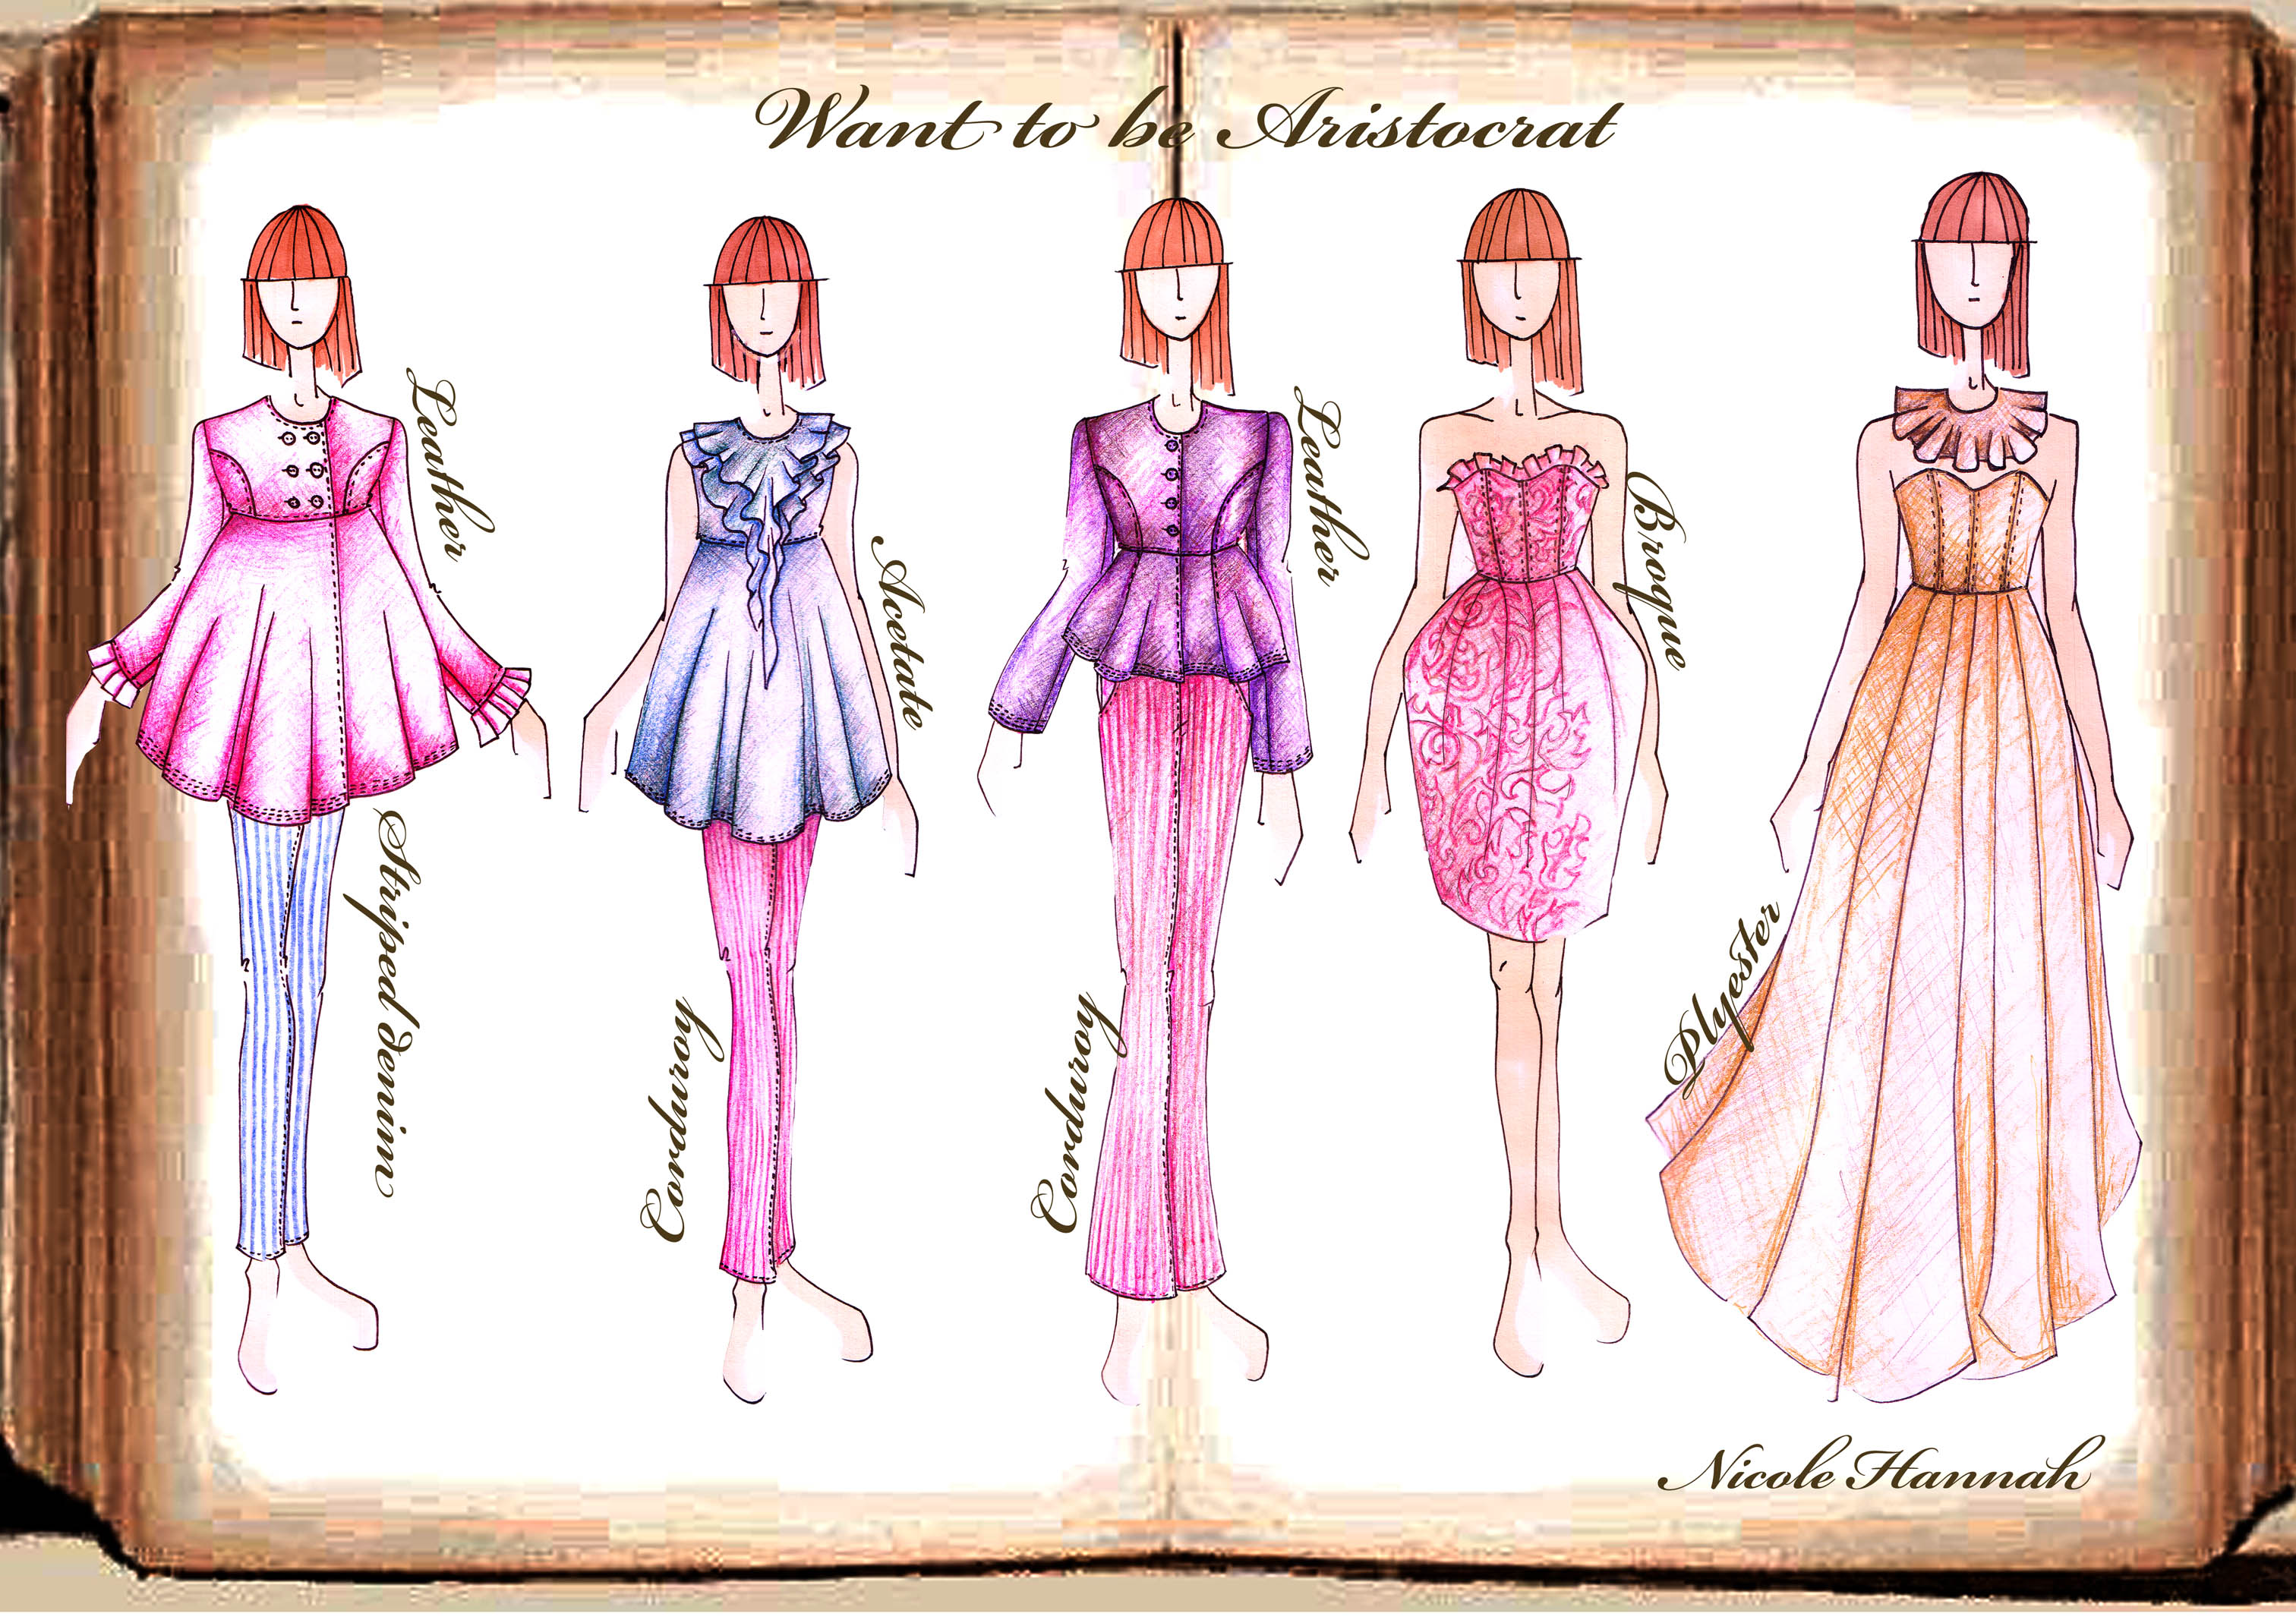 Want to be Aristocrat
Leather
Striped denim
Acetate
Corduroy
Leather
Corduroy
Broque
Plyester
Nicole Hannah